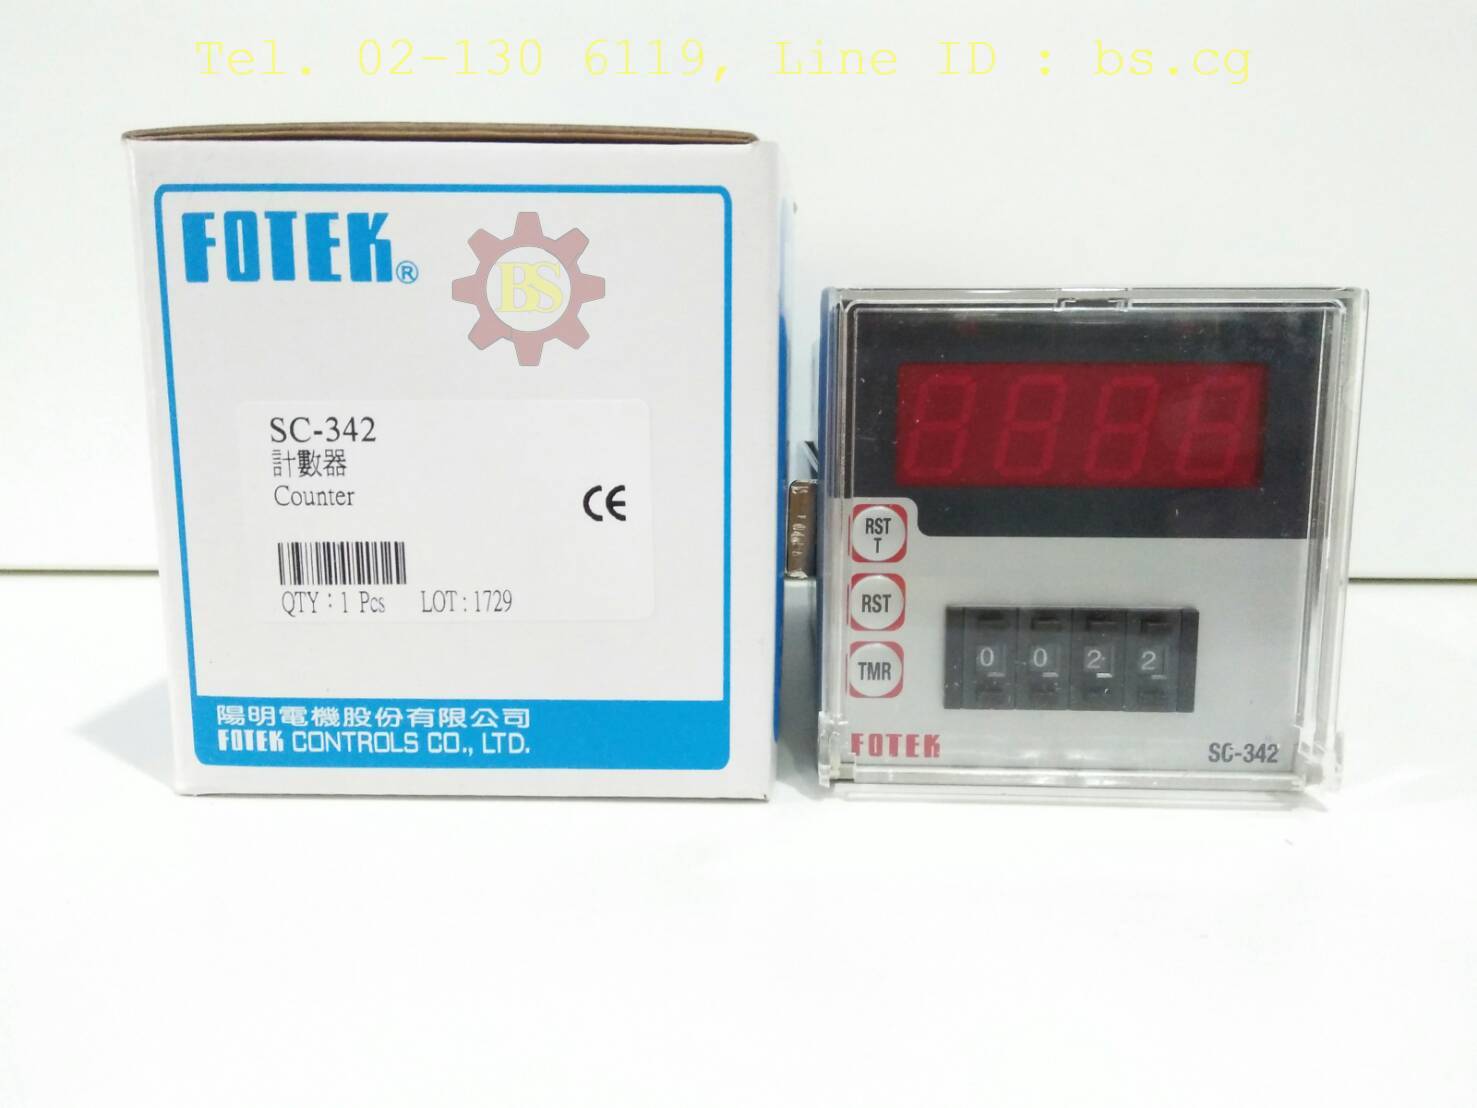 Tel. 02-130 6119, Line ID : bs.cg
FOTEK®
BS
SC-342
計數器
Counter
CE
QTY : 1 Pcs LOT : 1729
陽明電機股份有限公司
FOTEK CONTROLS CO., LTD.
RST T
RST
TMR
0 0 2 2
FOTEK
SC-342